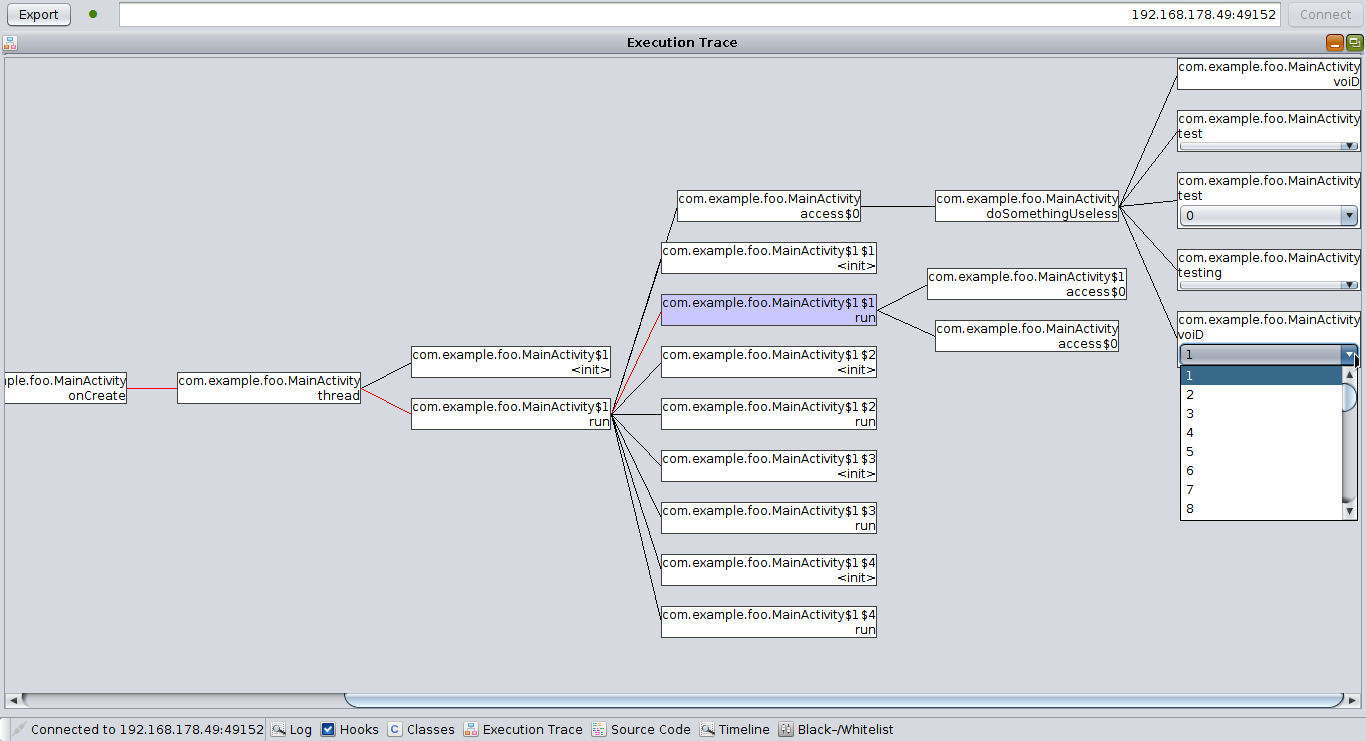 Export
192.168.178.49:49152
Connect
Execution Trace
com.example.foo.MainActivity
voiD
com.example.foo.MainActivity
test
com.example.foo.MainActivity
test
0
com.example.foo.MainActivity
testing
com.example.foo.MainActivity
voiD
1
1
2
3
4
5
6
7
8
com.example.foo.MainActivity
access$0
com.example.foo.MainActivity
doSomethingUseless
com.example.foo.MainActivity$1$1
<init>
com.example.foo.MainActivity$1$1
run
com.example.foo.MainActivity$1
access$0
com.example.foo.MainActivity
access$0
com.example.foo.MainActivity$1
<init>
com.example.foo.MainActivity$1$2
<init>
ple.foo.MainActivity
onCreate
com.example.foo.MainActivity
thread
com.example.foo.MainActivity$1
run
com.example.foo.MainActivity$1$2
run
com.example.foo.MainActivity$1$3
<init>
com.example.foo.MainActivity$1$3
run
com.example.foo.MainActivity$1$4
<init>
com.example.foo.MainActivity$1$4
run
Connected to 192.168.178.49:49152 Log Hooks C Classes Execution Trace Source Code Timeline Black-/Whitelist